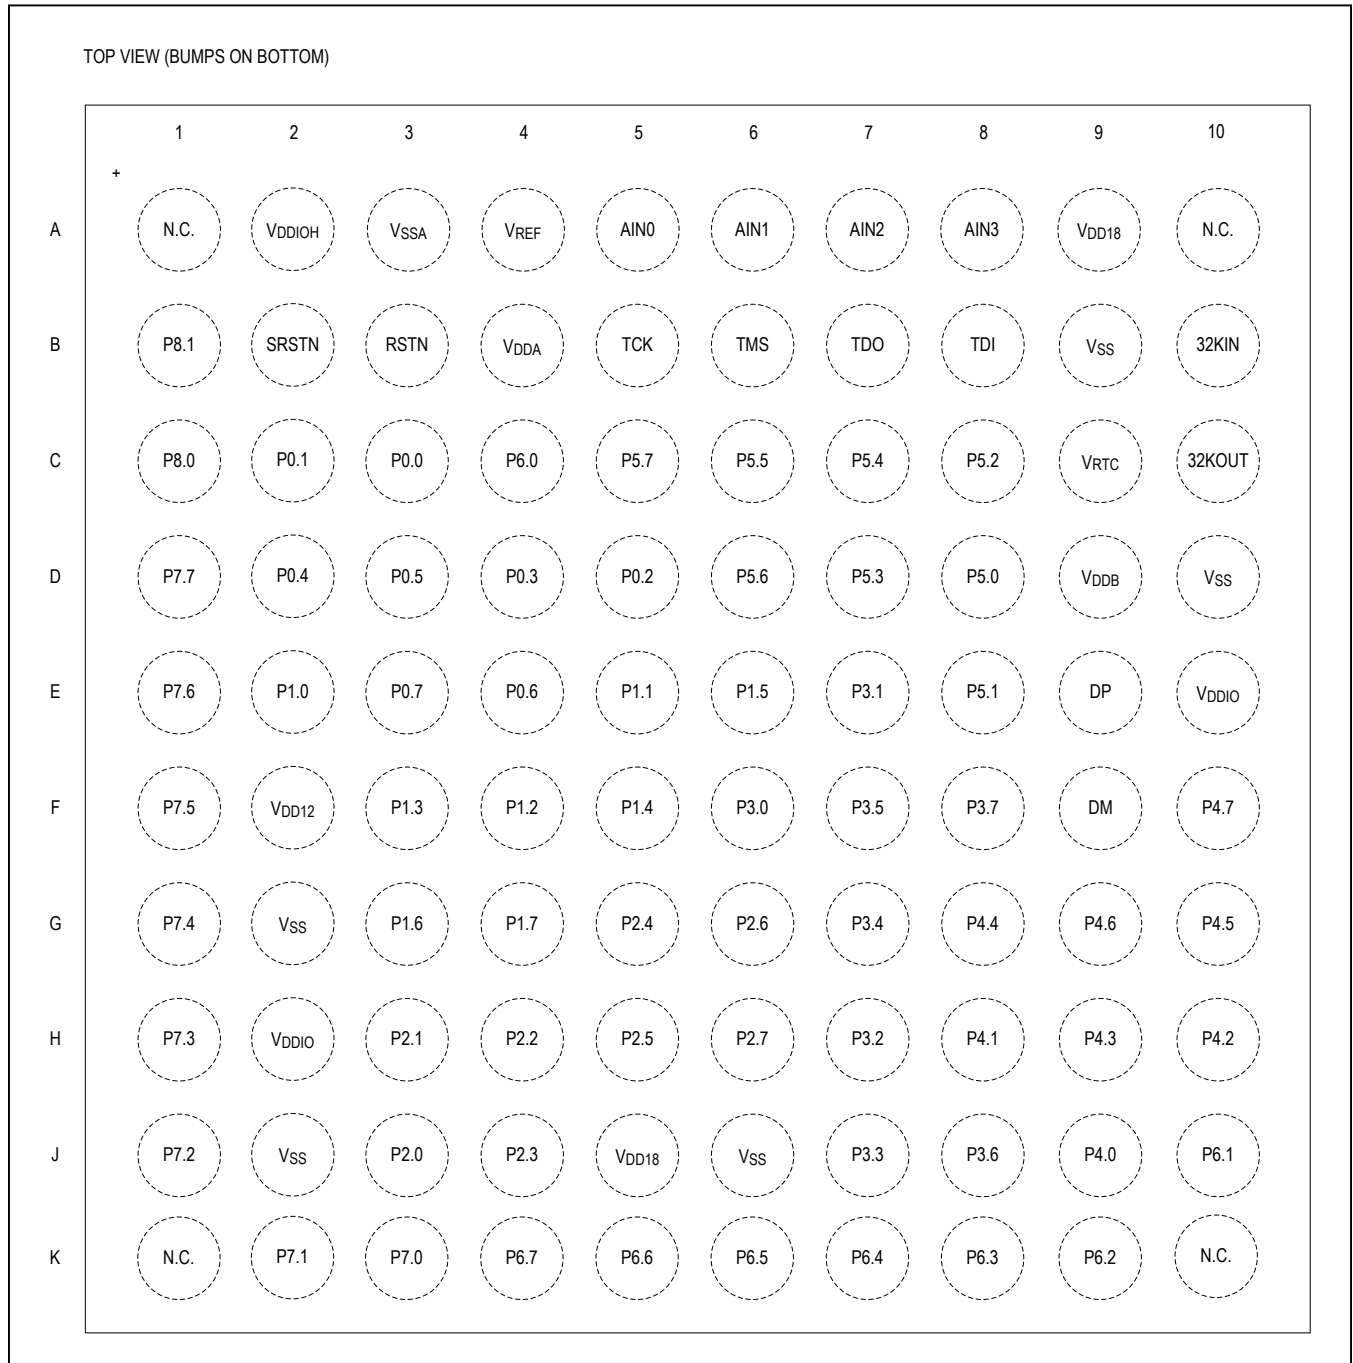 TOP VIEW (BUMPS ON BOTTOM)
1 2 3 4 5 6 7 8 9 10
+
A N.C. VDDIOH VSSA VREF AIN0 AIN1 AIN2 AIN3 VDD18 N.C.
B P8.1 SRSTN RSTN VDDA TCK TMS TDO TDI VSS 32KIN
C P8.0 P0.1 P0.0 P6.0 P5.7 P5.5 P5.4 P5.2 VRTC 32KOUT
D P7.7 P0.4 P0.5 P0.3 P0.2 P5.6 P5.3 P5.0 VDDB VSS
E P7.6 P1.0 P0.7 P0.6 P1.1 P1.5 P3.1 P5.1 DP VDDIO
F P7.5 VDD12 P1.3 P1.2 P1.4 P3.0 P3.5 P3.7 DM P4.7
G P7.4 VSS P1.6 P1.7 P2.4 P2.6 P3.4 P4.4 P4.6 P4.5
H P7.3 VDDIO P2.1 P2.2 P2.5 P2.7 P3.2 P4.1 P4.3 P4.2
J P7.2 VSS P2.0 P2.3 VDD18 VSS P3.3 P3.6 P4.0 P6.1
K N.C. P7.1 P7.0 P6.7 P6.6 P6.5 P6.4 P6.3 P6.2 N.C.